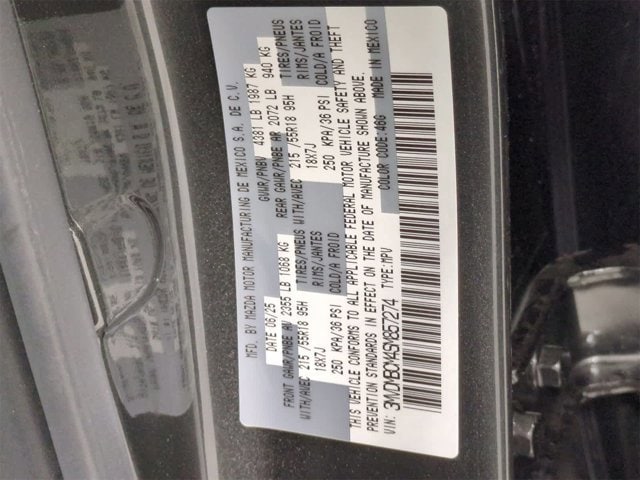 MFD. BY MAZDA MOTOR MANUFACTURING DE MEXICO S.A. DE C.V.
DATE 06/25 GVWR/PNBV 4381 LB 1987 KG
FRONT GAWR/PNBE AV 2355 LB 1068 KG REAR GAWR/PNBE AR 2072 LB 940 KG
WITH/AVEC 215 /55R18 95H TIRES/PNEUS WITH/AVEC 215 /55R18 95H TIRES/PNEUS
18X7J RIMS/JANTES 18X7J RIMS/JANTES
250 KPA/36 PSI COLD/A FROID 250 KPA/36 PSI COLD/A FROID
THIS VEHICLE CONFORMS TO ALL APPLICABLE FEDERAL MOTOR VEHICLE SAFETY AND THEFT
PREVENTION STANDARDS IN EFFECT ON THE DATE OF MANUFACTURE SHOWN ABOVE.
VIN: TYPE:MPV COLOR CODE:46G MADE IN MEXICO